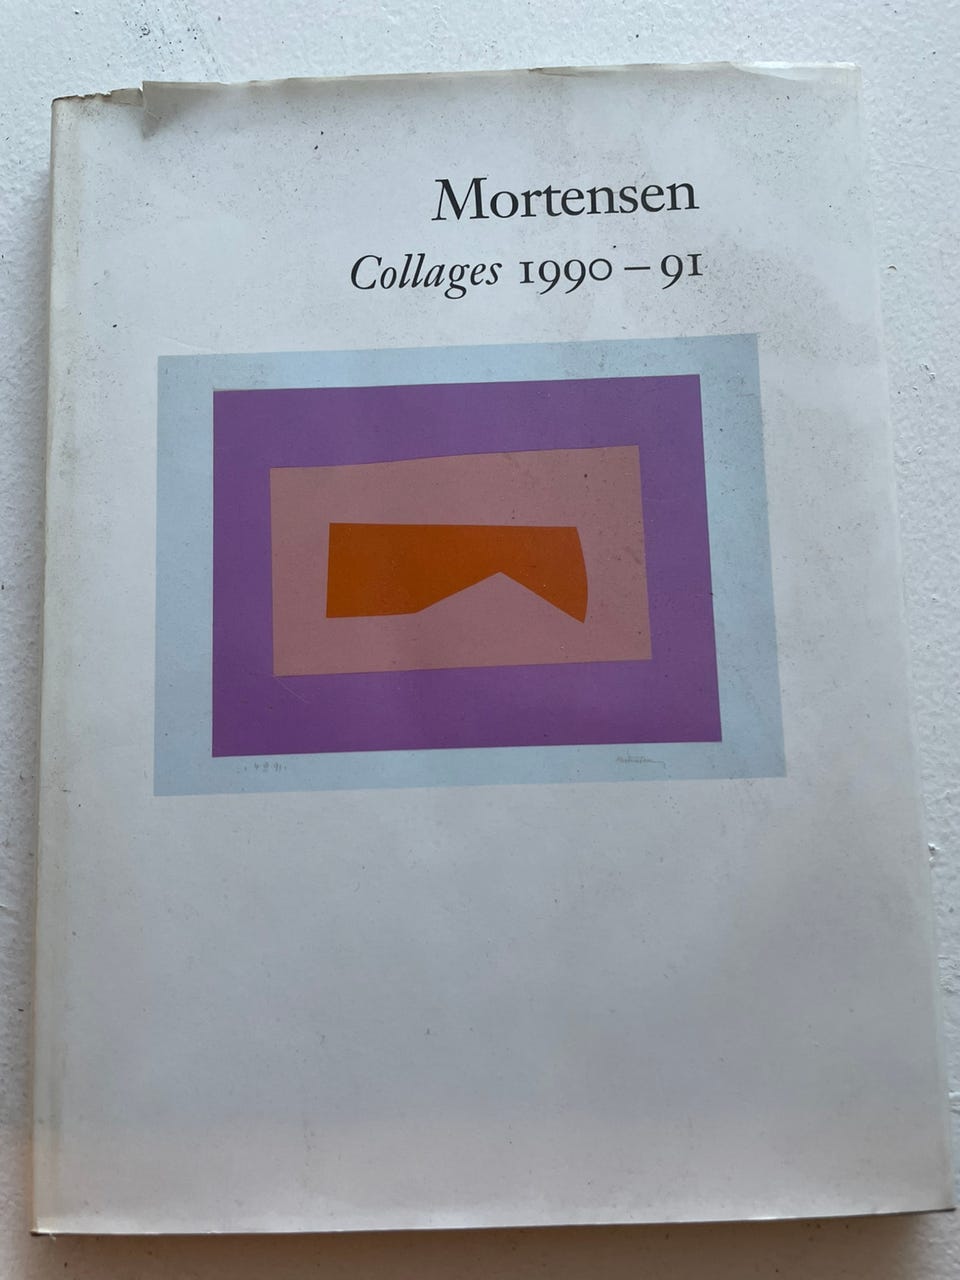 Mortensen
Collages 1990 – 91